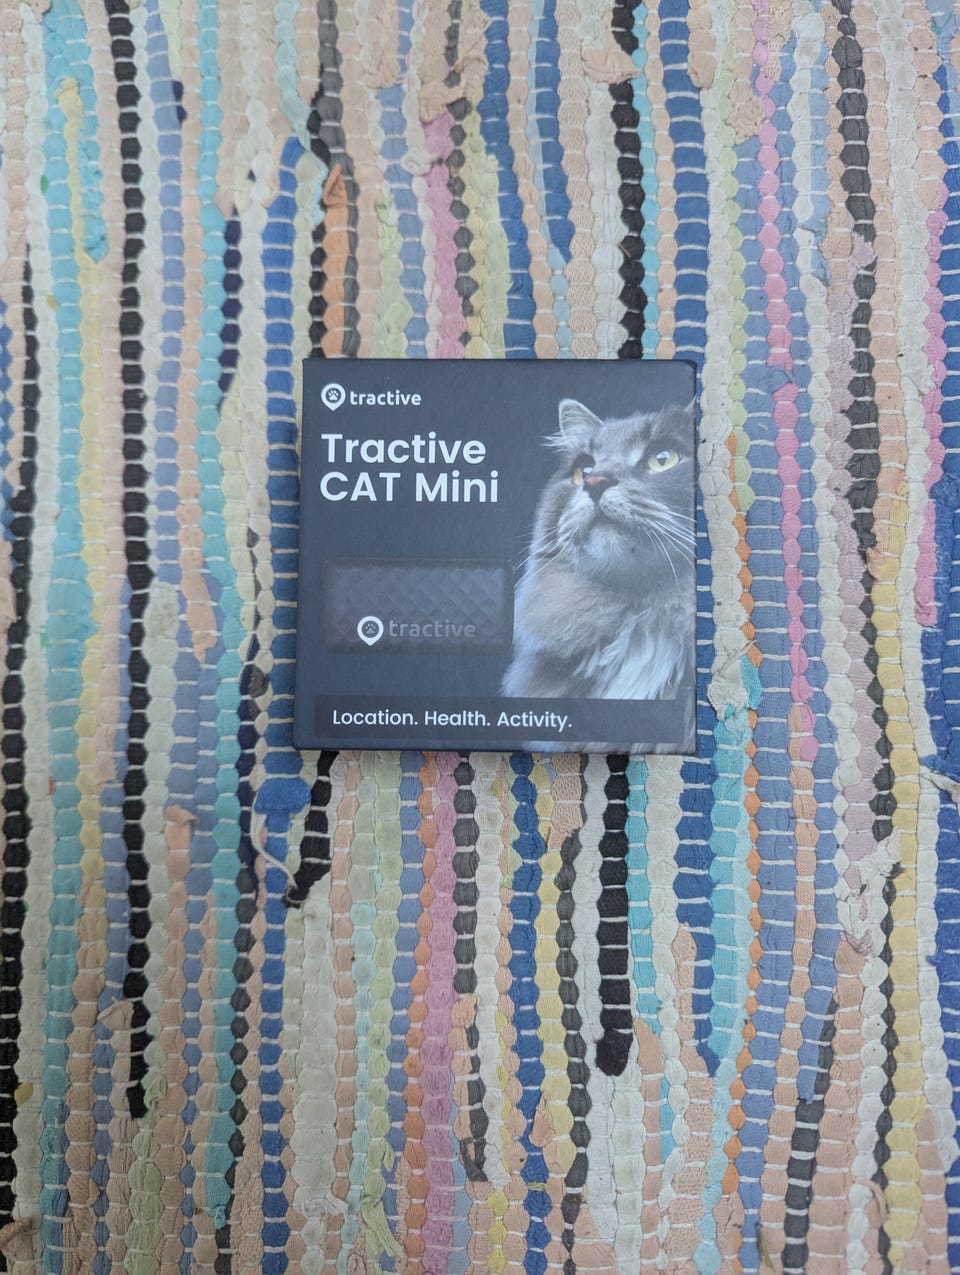 tractive
Tractive
CAT Mini
tractive
Location. Health. Activity.